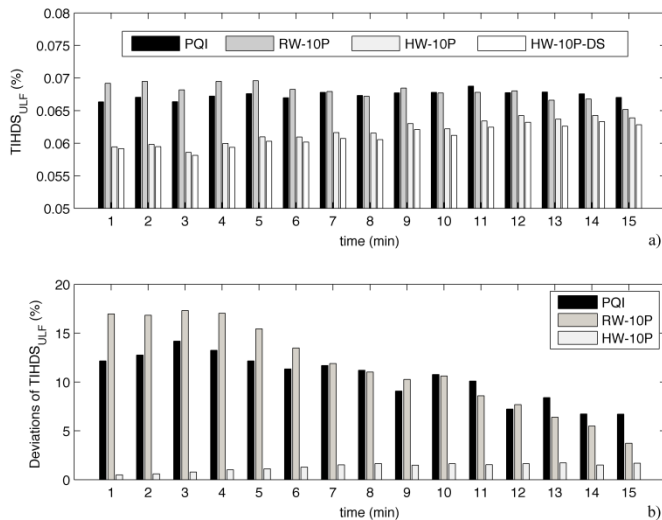 0.08
0.075
0.07
0.065
0.06
0.055
0.05
TIHDS_ULF (%)
PQI RW-10P HW-10P HW-10P-DS
1 2 3 4 5 6 7 8 9 10 11 12 13 14 15
time (min)
a)
20
15
10
5
0
Deviations of TIHDS_ULF (%)
PQI
RW-10P
HW-10P
1 2 3 4 5 6 7 8 9 10 11 12 13 14 15
time (min)
b)